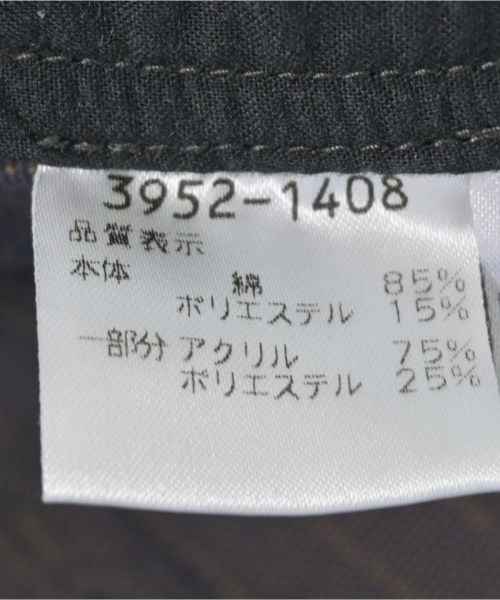 3952-1408
品質表示
本体 綿 85%
ポリエステル 15%
一部分 アクリル 75%
ポリエステル 25%